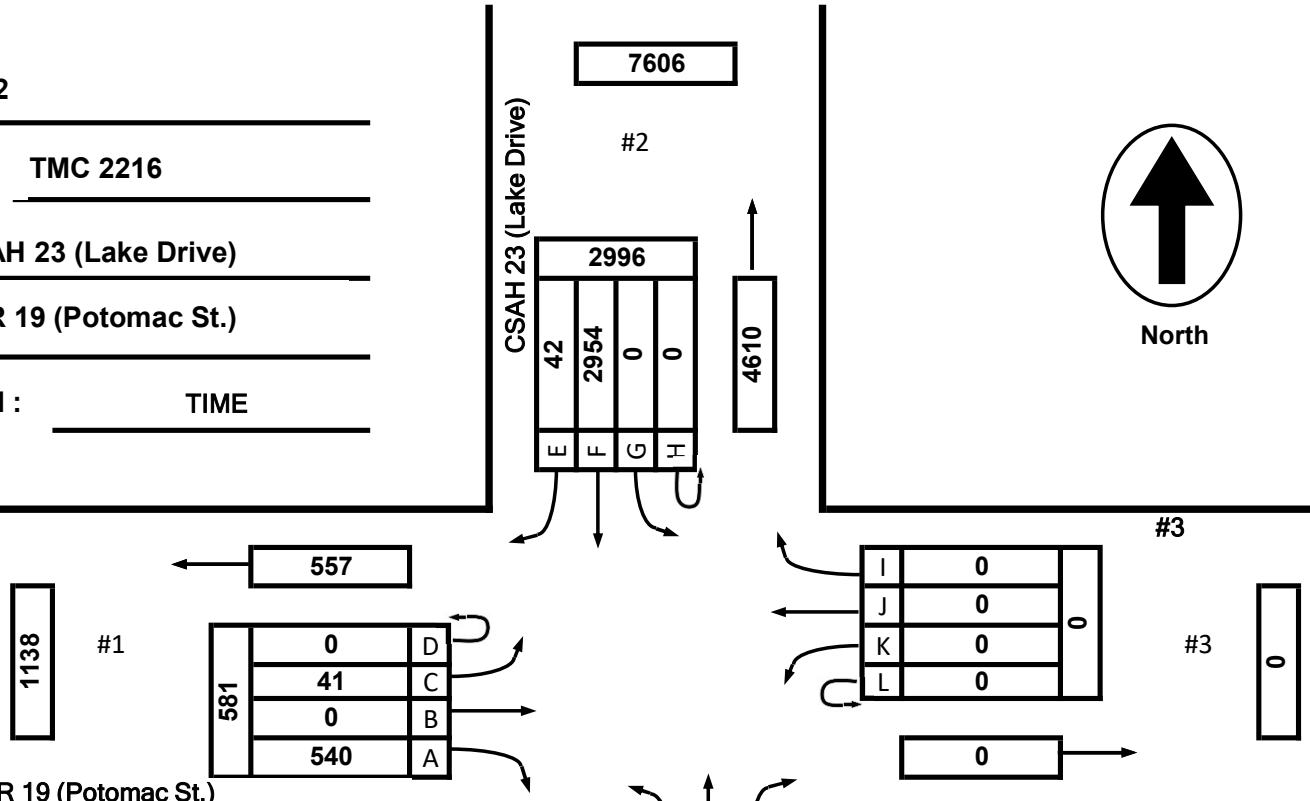 2
TMC 2216
AH 23 (Lake Drive)
R 19 (Potomac St.)
TIME
CSAH 23 (Lake Drive)
7606
#2
2996
42 2954 0 0
E F G H
4610
North
557
1138
#1
581
0 D
41 C
0 B
540 A
R 19 (Potomac St.)
#3
I 0
J 0
K 0
L 0
0
#3
0
0